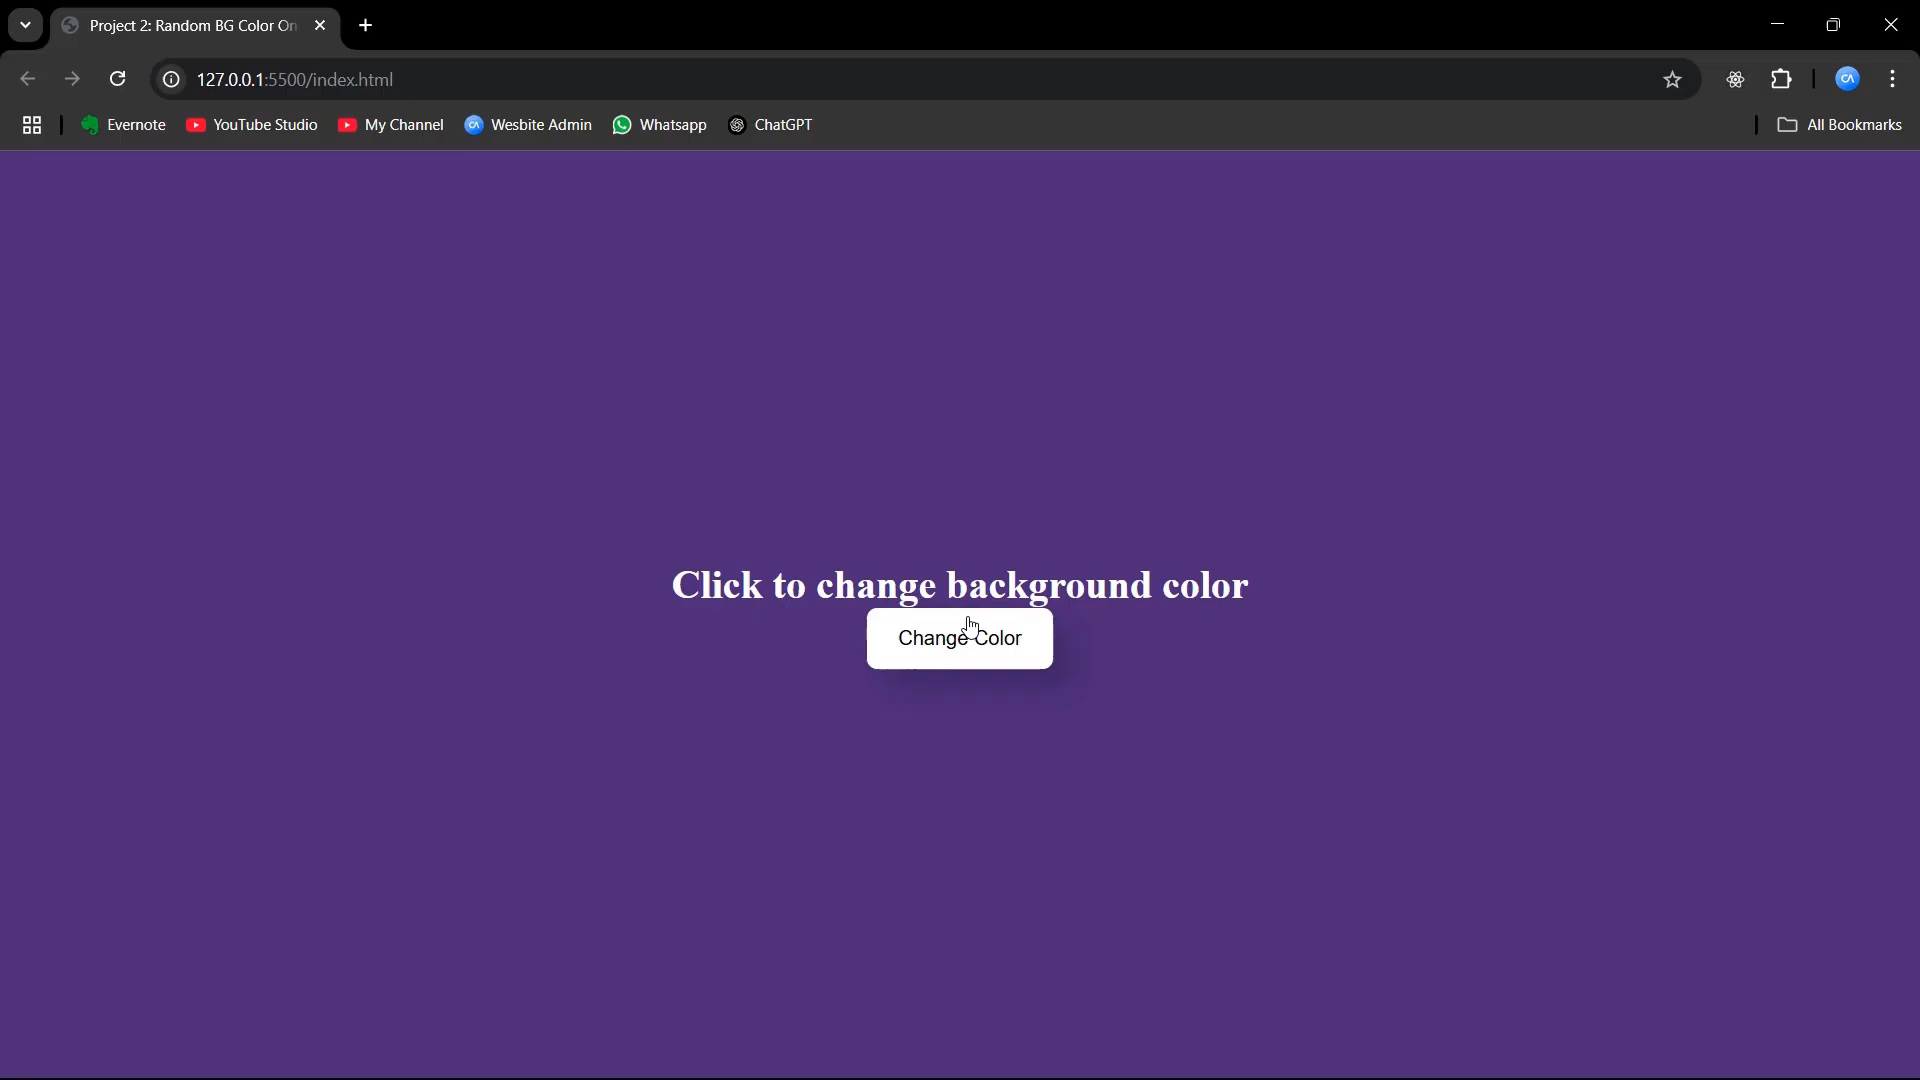 Project 2: Random BG Color On
127.0.0.1:5500/index.html
Evernote
YouTube Studio
My Channel
Wesbite Admin
Whatsapp
ChatGPT
All Bookmarks
Click to change background color
Change Color